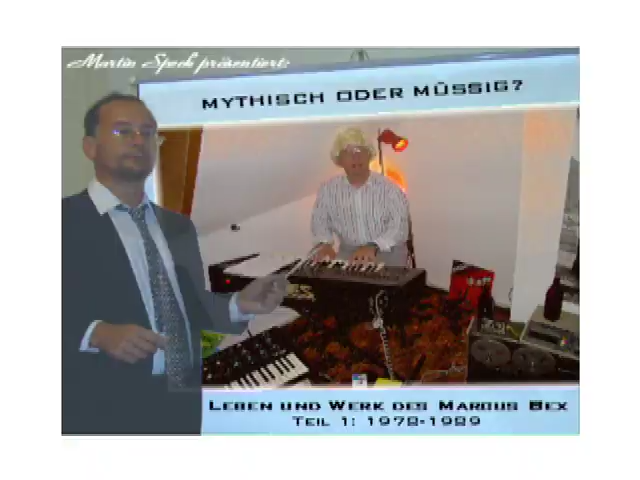 Martin Speck präsentiert:
MYTHISCH ODER MÜSSIG?
LEBEN UND WERK DES MARCUS BEX
TEIL 1: 1978-1989